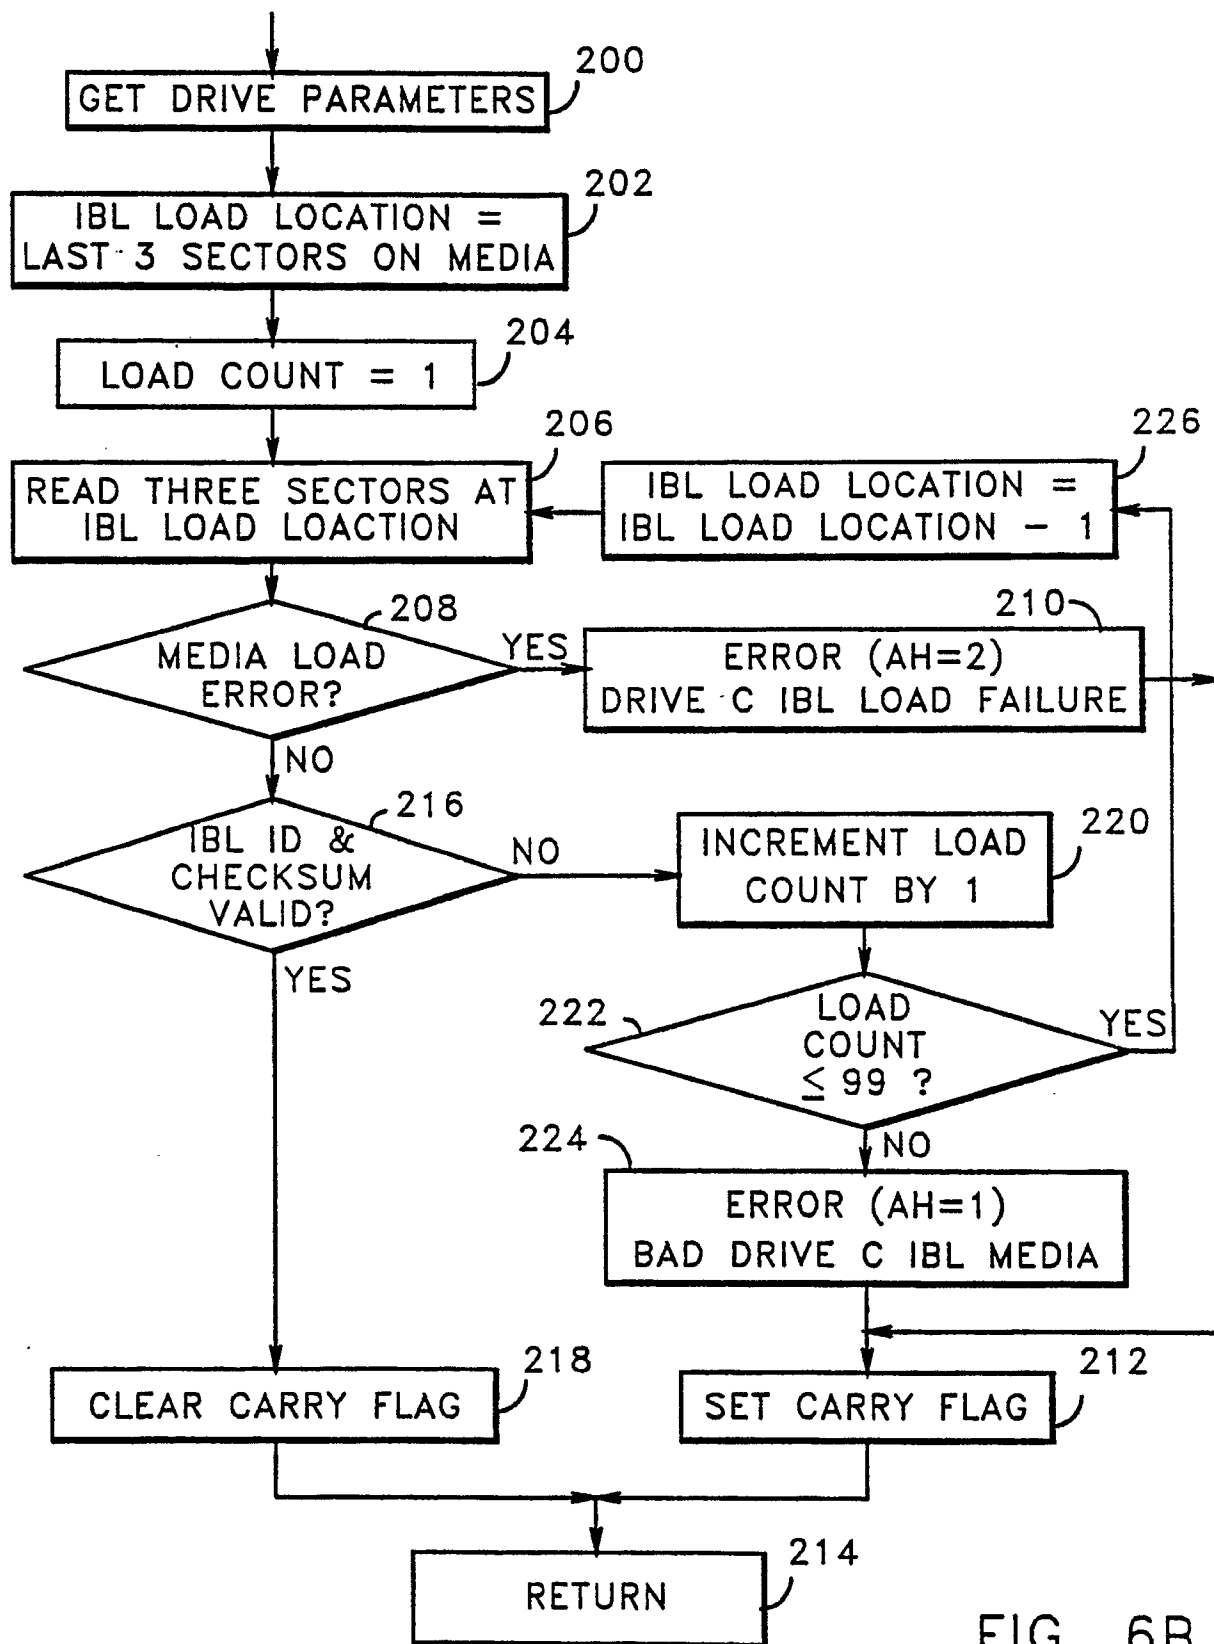 200
GET DRIVE PARAMETERS
202
IBL LOAD LOCATION =
LAST 3 SECTORS ON MEDIA
204
LOAD COUNT = 1
206
READ THREE SECTORS AT
IBL LOAD LOACTION
226
IBL LOAD LOCATION =
IBL LOAD LOCATION - 1
208
MEDIA LOAD
ERROR?
YES
NO
210
ERROR (AH=2)
DRIVE C IBL LOAD FAILURE
216
IBL ID &
CHECKSUM
VALID?
NO
YES
220
INCREMENT LOAD
COUNT BY 1
222
LOAD
COUNT
≤ 99 ?
YES
NO
224
ERROR (AH=1)
BAD DRIVE C IBL MEDIA
218
CLEAR CARRY FLAG
212
SET CARRY FLAG
214
RETURN
FIG. 6B